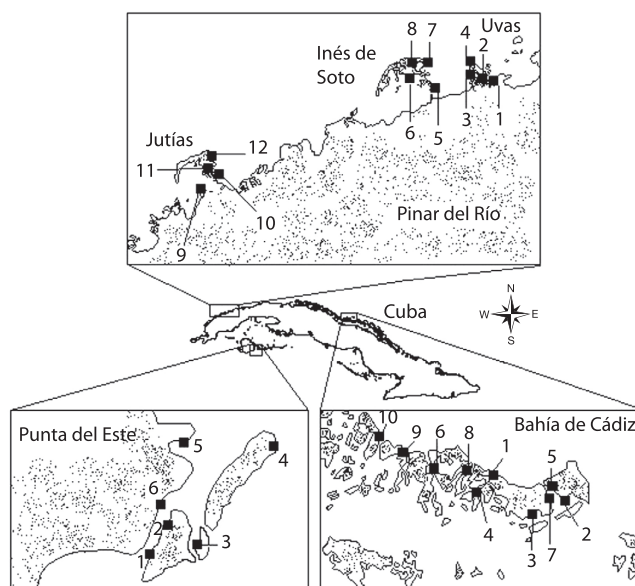 Uvas
8 7
4
2
Inés de
Soto
6
5
3
1
Jutías
12
11
10
9
Pinar del Río
Cuba
N
W E
S
Punta del Este
5
4
6
2
3
1
Bahía de Cádiz
10
9
6
8
1
5
4
3
7
2